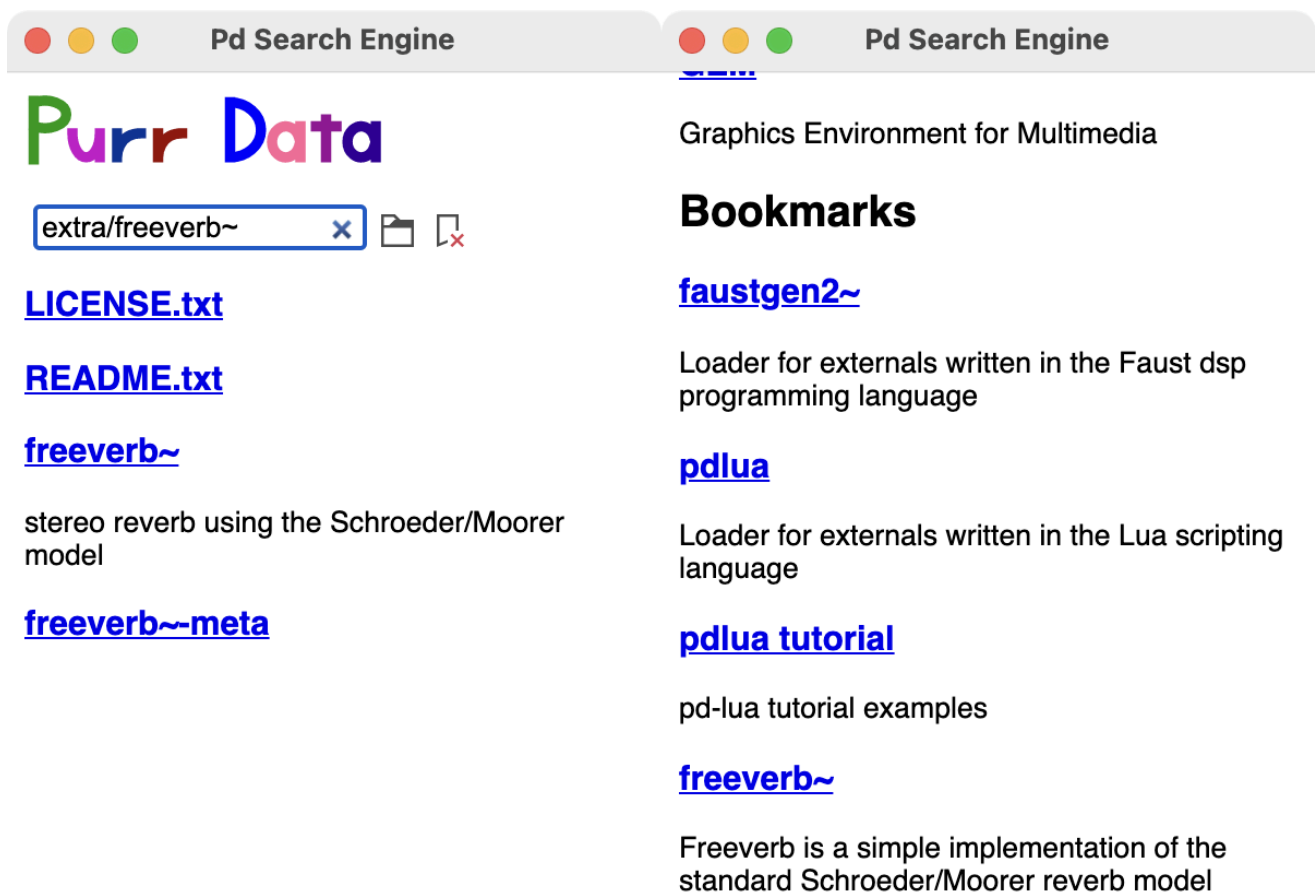 Pd Search Engine
Purr Data
extra/freeverb~
LICENSE.txt
README.txt
freeverb~
stereo reverb using the Schroeder/Moorer
model
freeverb~-meta
Pd Search Engine
GEM
Graphics Environment for Multimedia
Bookmarks
faustgen2~
Loader for externals written in the Faust dsp
programming language
pdlua
Loader for externals written in the Lua scripting
language
pdlua tutorial
pd-lua tutorial examples
freeverb~
Freeverb is a simple implementation of the
standard Schroeder/Moorer reverb model